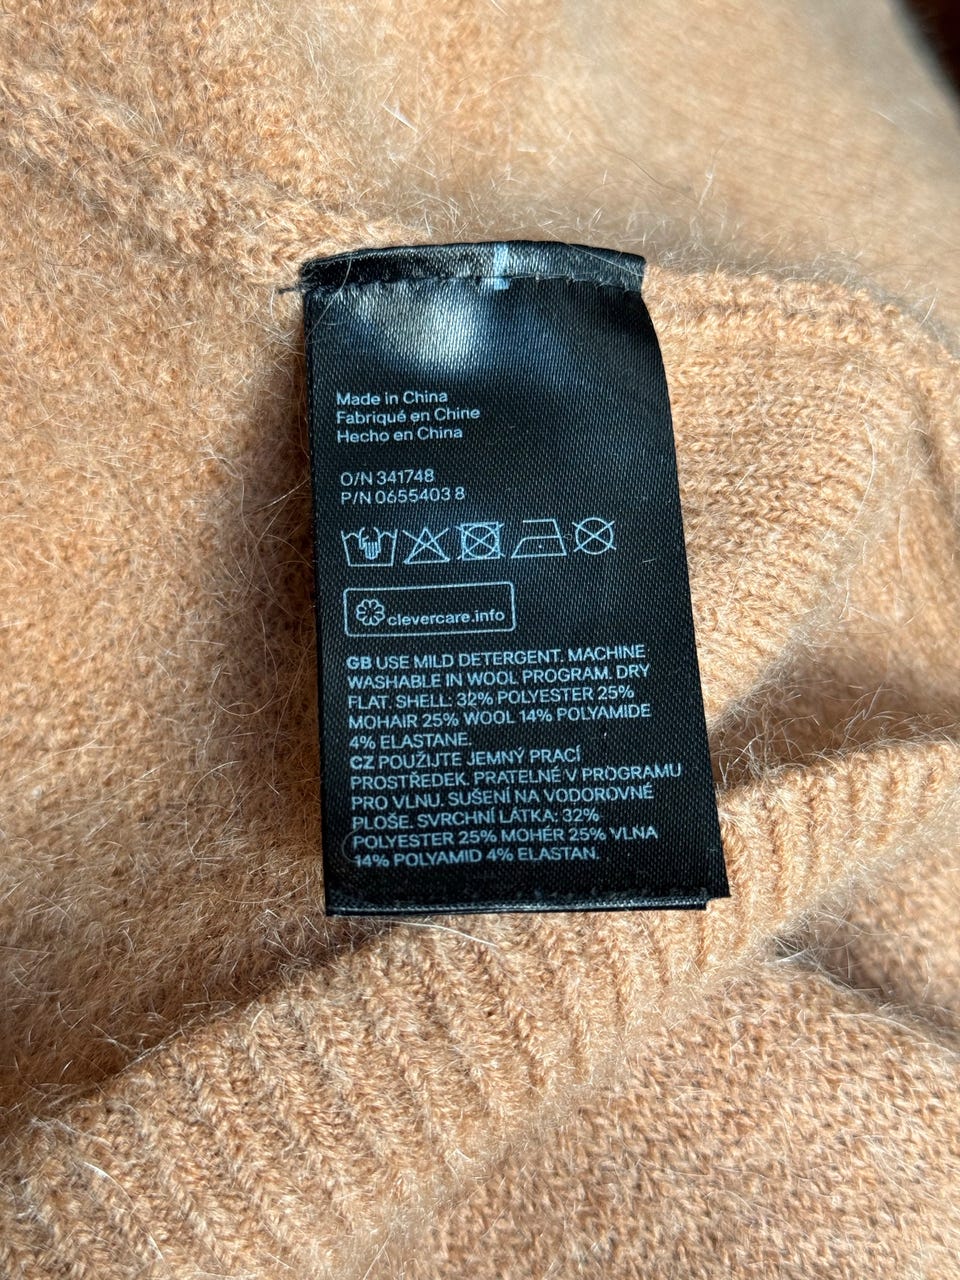 Made in China
Fabriqué en Chine
Hecho en China
O/N 341748
P/N 0655403 8
clevercare.info
GB USE MILD DETERGENT. MACHINE
WASHABLE IN WOOL PROGRAM. DRY
FLAT. SHELL: 32% POLYESTER 25%
MOHAIR 25% WOOL 14% POLYAMIDE
4% ELASTANE.
CZ POUŽIJTE JEMNÝ PRACÍ
PROSTŘEDEK. PRATELNÉ V PROGRAMU
PRO VLNU. SUŠENÍ NA VODOROVNÉ
PLOŠE. SVRCHNÍ LÁTKA: 32%
POLYESTER 25% MOHÉR 25% VLNA
14% POLYAMID 4% ELASTAN.